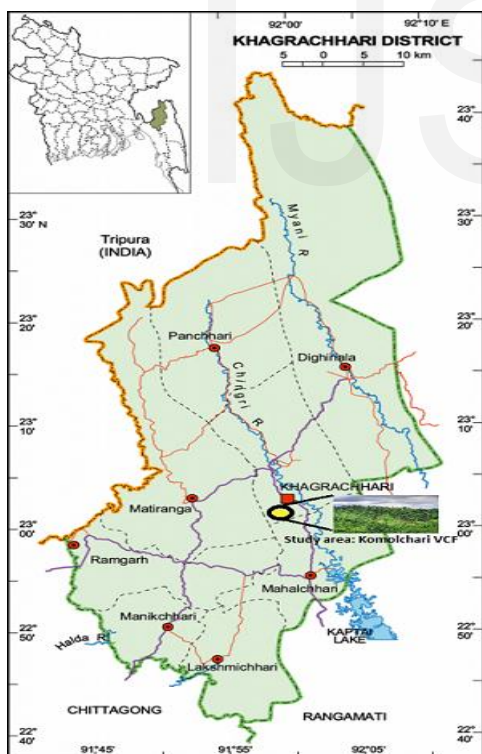 92°00'
92°10'E
KHAGRACHHARI DISTRICT
5 0 5 10 km
23° 40'
23° 40'
23° 30' N
23° 30'
Myani R
Tripura
(INDIA)
23° 20'
23° 20'
Panchhari
Chingri R
Dighinala
23° 10'
23° 10'
KHAGRACHHARI
Matiranga
23° 00'
23° 00'
Study area: Komolchari VCF
Ramgarh
Mahalchhari
Manikchhari
22° 50'
22° 50'
Halda R
KAPTAI
LAKE
Lakshmichhari
CHITTAGONG
RANGAMATI
22° 40'
22° 40'
91°45'
91°55'
92°05'